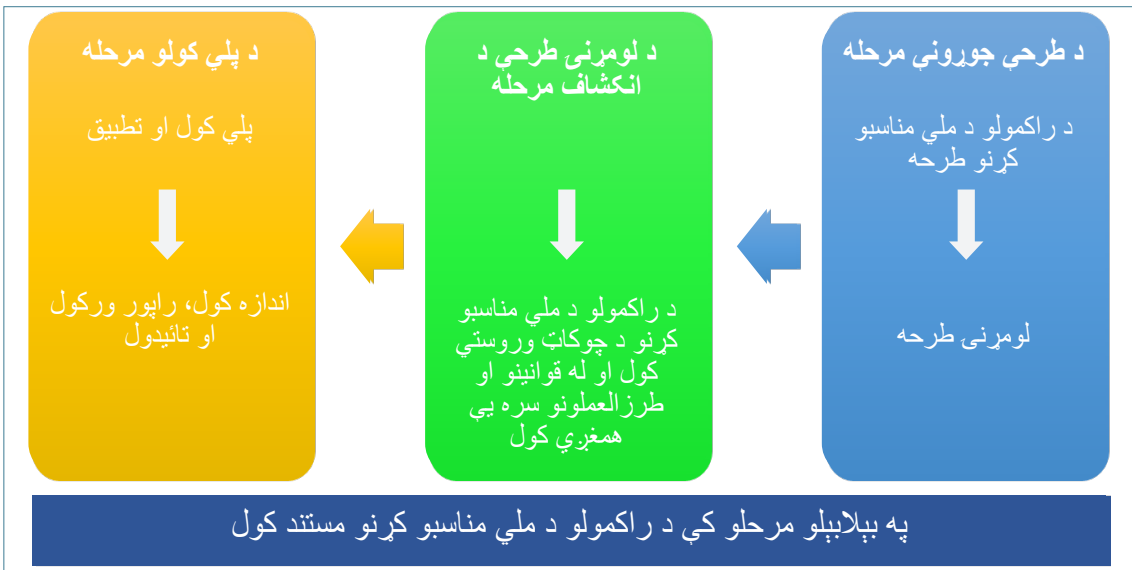 د طرحې جوړونې مرحله
د راکمولو د ملي مناسبو
کړنو طرحه
لومړنۍ طرحه
د لومړنۍ طرحې د
انکشاف مرحله
د راکمولو د ملي مناسبو
کړنو د چوکاټ وروستي
کول او له قوانینو او
طرزالعملونو سره یې
همغږي کول
د پلي کولو مرحله
پلي کول او تطبیق
اندازه کول، راپور ورکول
او تائیدول
په بېلابېلو مرحلو کې د راکمولو د ملي مناسبو کړنو مستند کول